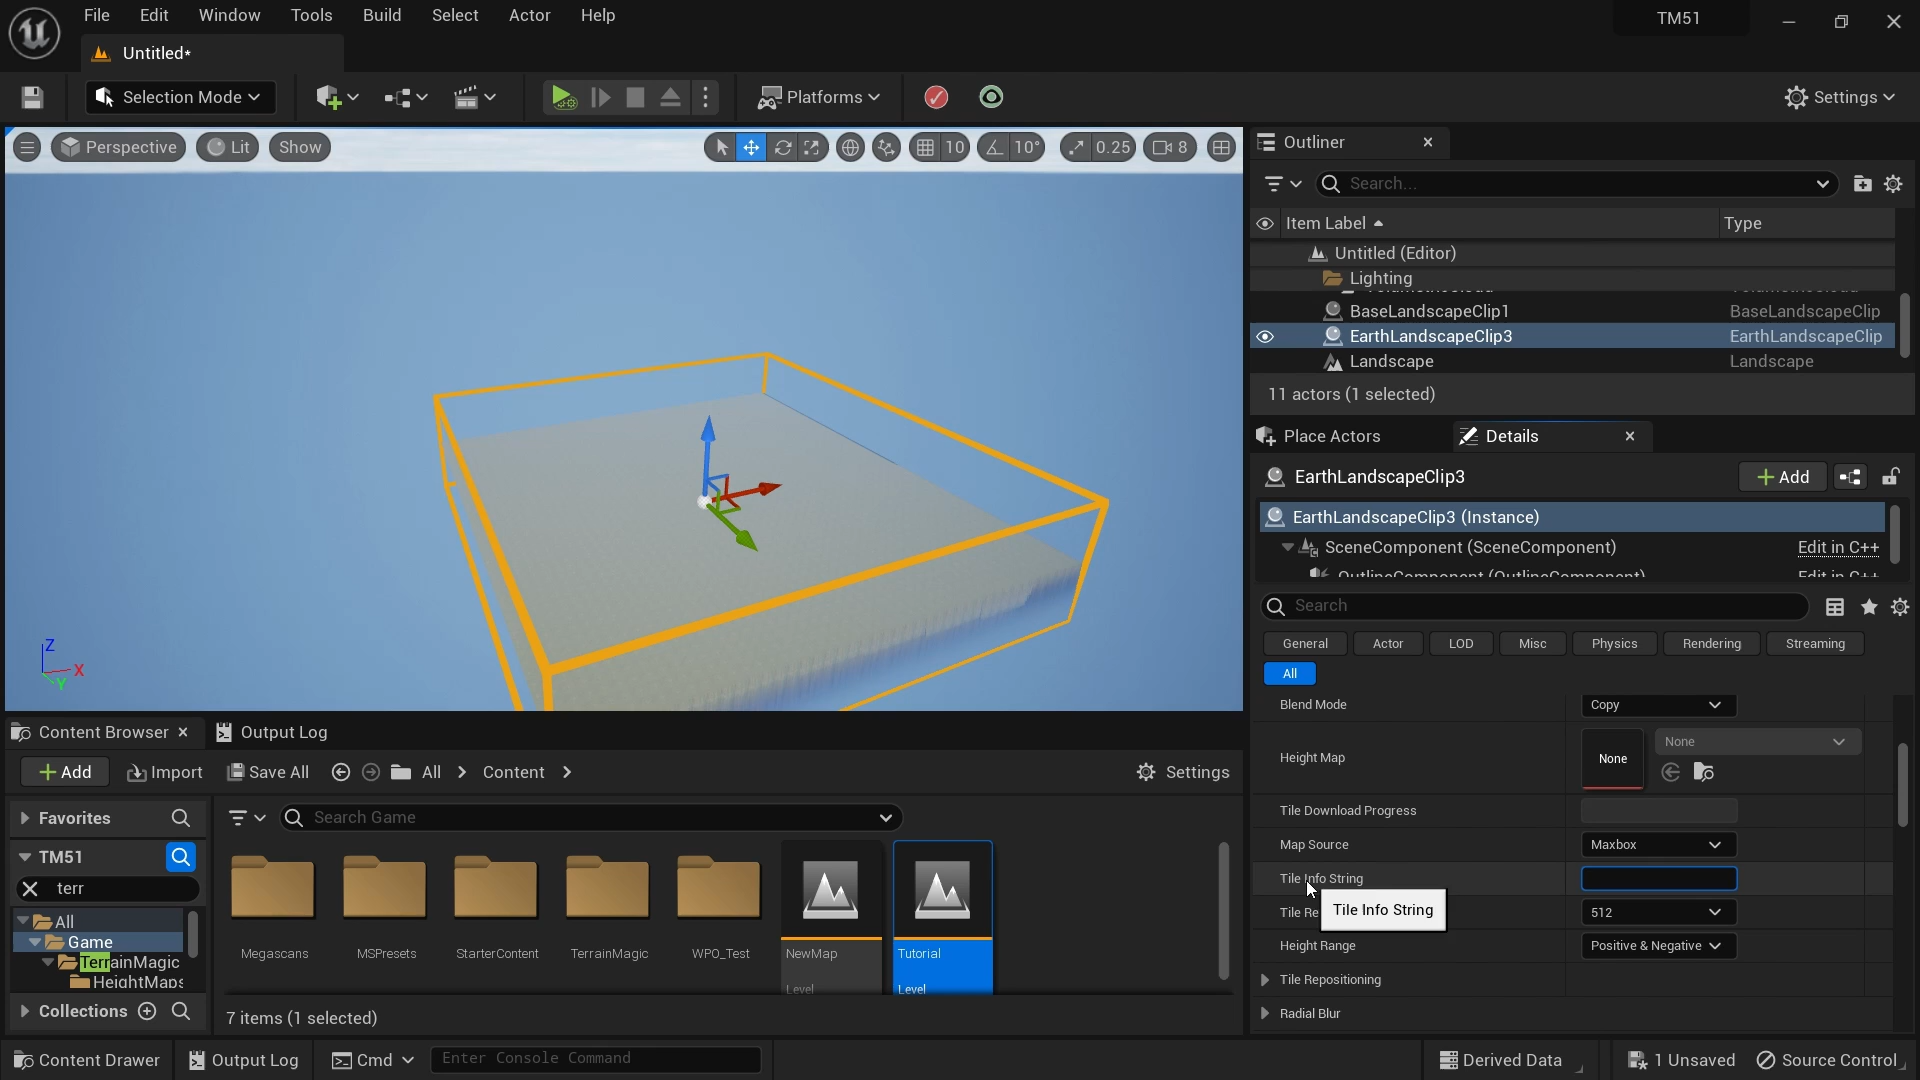 File Edit Window Tools Build Select Actor Help
TM51
Untitled*
Selection Mode
Platforms
Settings
Perspective Lit Show
10 10° 0.25 8
Outliner
Search...
Item Label Type
Untitled (Editor)
Lighting
BaseLandscapeClip1 BaseLandscapeClip
EarthLandscapeClip3 EarthLandscapeClip
Landscape Landscape
11 actors (1 selected)
Place Actors Details
EarthLandscapeClip3 Add
EarthLandscapeClip3 (Instance)
SceneComponent (SceneComponent) Edit in C++
OutlineComponent (OutlineComponent) Edit in C++
Search
General Actor LOD Misc Physics Rendering Streaming
All
Blend Mode Copy
Height Map None None
Tile Download Progress
Map Source Maxbox
Tile Info String
Tile Re 512
Tile Info String
Height Range Positive & Negative
Tile Repositioning
Radial Blur
Z
X
Y
Content Browser Output Log
Add Import Save All All Content Settings
Favorites
Search Game
TM51
terr
All
Game
TerrainMagic
HeightMaps
Collections
Megascans MSPresets StarterContent TerrainMagic WPO_Test NewMap Tutorial
Level Level
7 items (1 selected)
Content Drawer Output Log Cmd Enter Console Command Derived Data 1 Unsaved Source Control